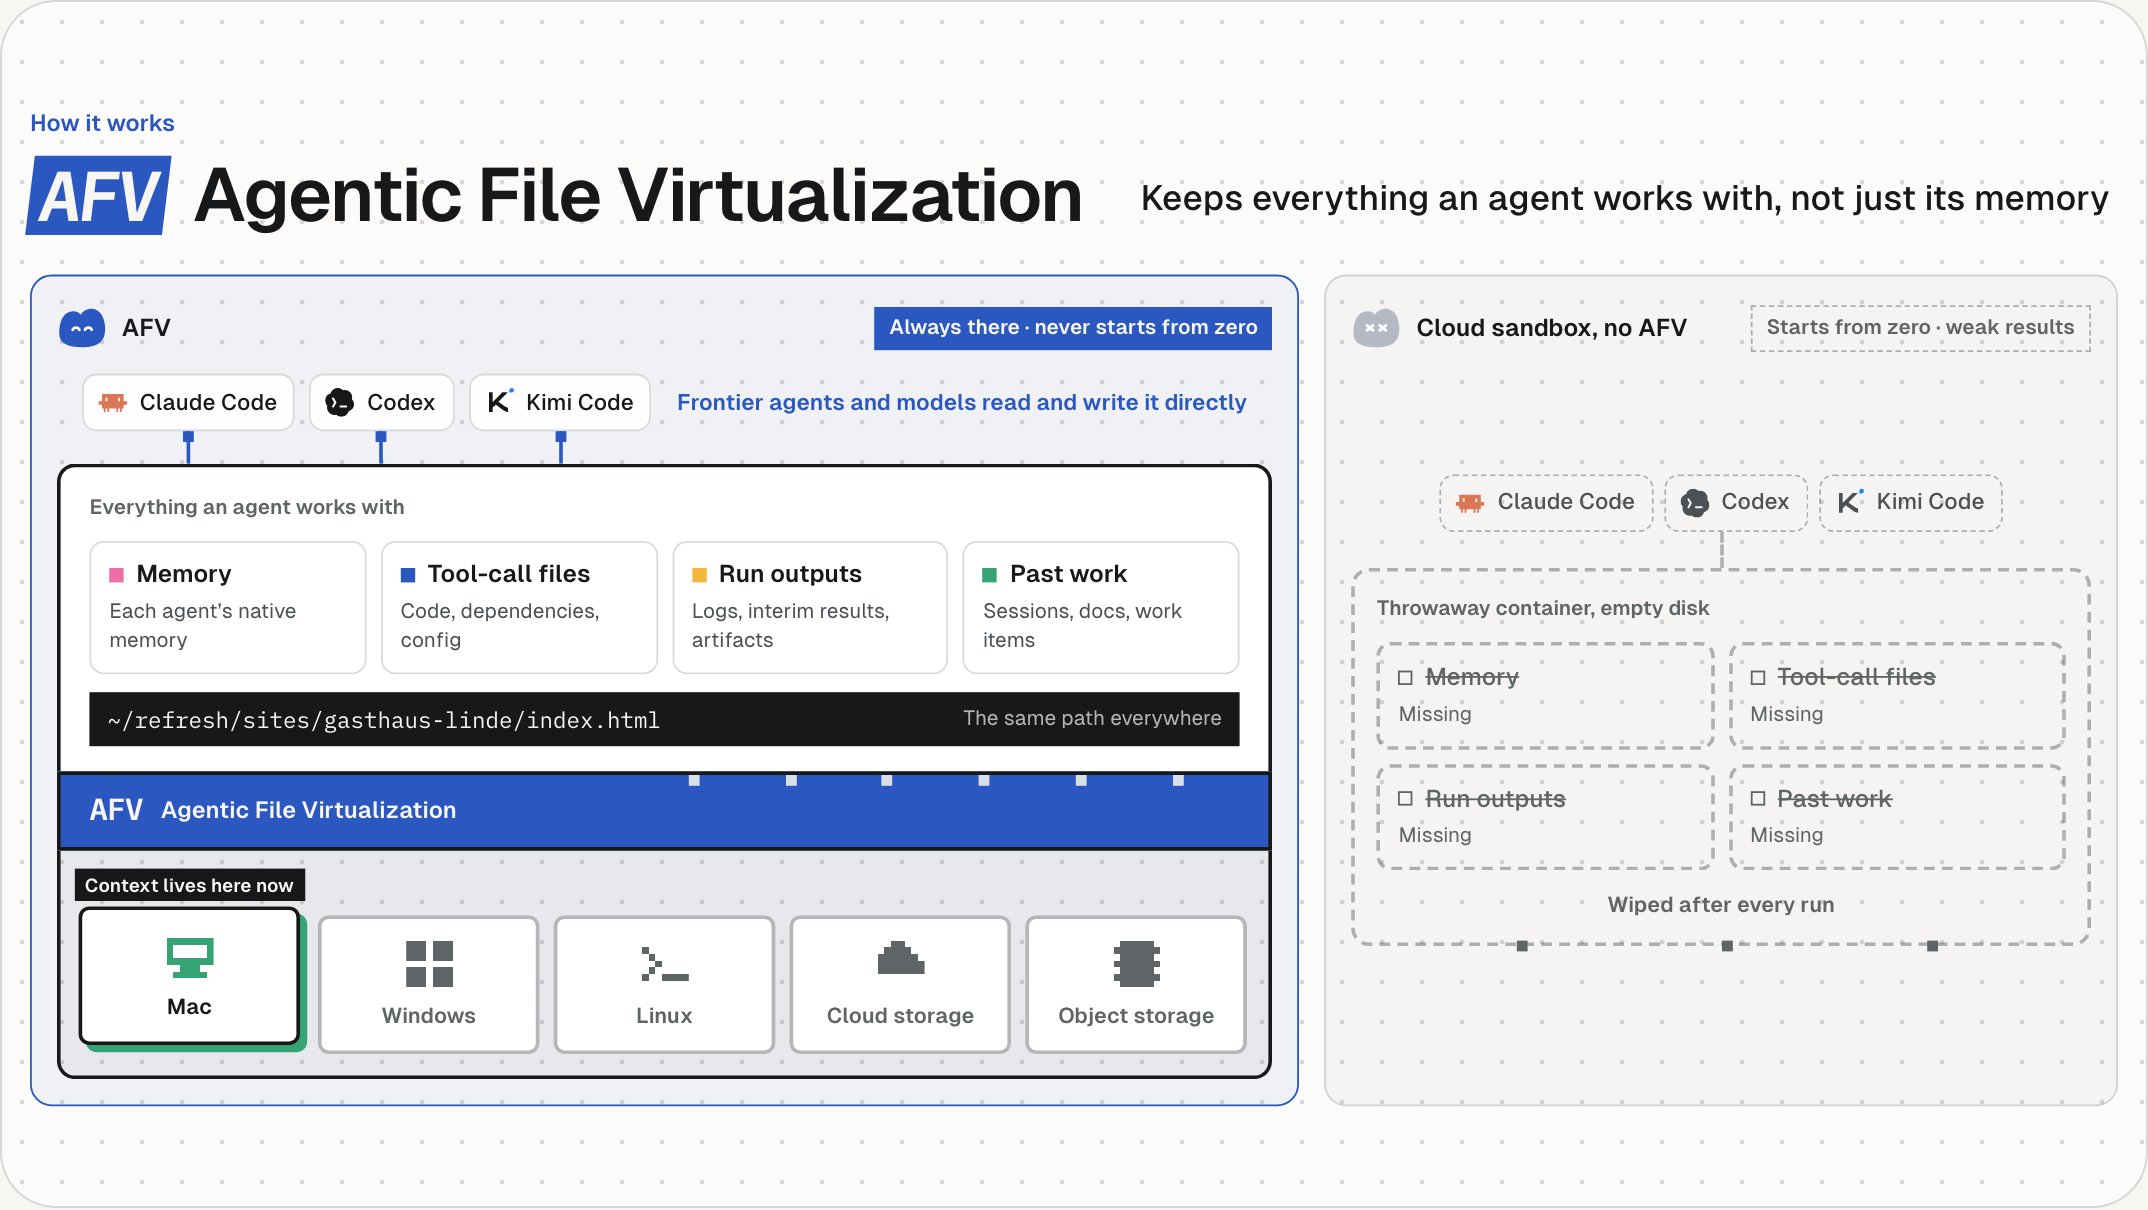 How it works
AFV Agentic File Virtualization
Keeps everything an agent works with, not just its memory
AFV
Always there · never starts from zero
Claude Code
Codex
Kimi Code
Frontier agents and models read and write it directly
Everything an agent works with
Memory
Each agent’s native
memory
Tool-call files
Code, dependencies,
config
Run outputs
Logs, interim results,
artifacts
Past work
Sessions, docs, work
items
~/refresh/sites/gasthaus-linde/index.html
The same path everywhere
AFV Agentic File Virtualization
Context lives here now
Mac
Windows
Linux
Cloud storage
Object storage
Cloud sandbox, no AFV
Starts from zero · weak results
Claude Code
Codex
Kimi Code
Throwaway container, empty disk
Memory
Missing
Tool-call files
Missing
Run outputs
Missing
Past work
Missing
Wiped after every run